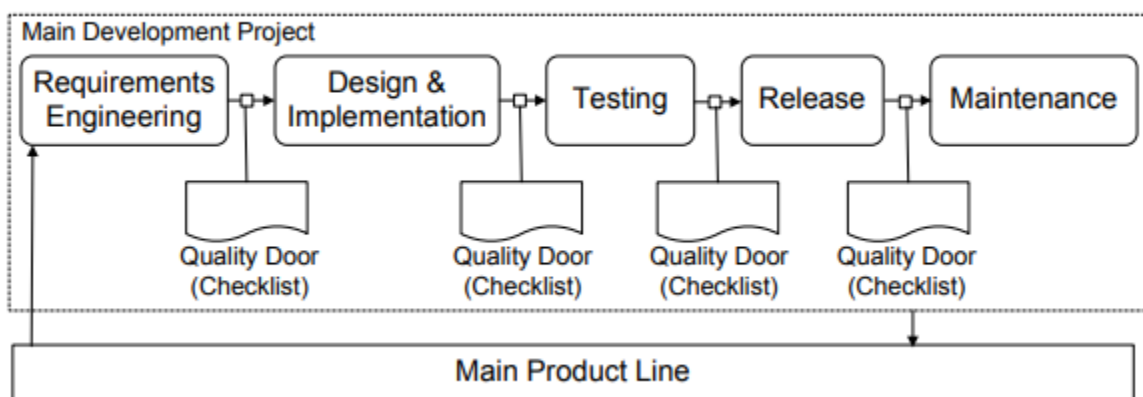 Main Development Project
Requirements
Engineering
Design &
Implementation
Testing
Release
Maintenance
Quality Door
(Checklist)
Quality Door
(Checklist)
Quality Door
(Checklist)
Quality Door
(Checklist)
Main Product Line